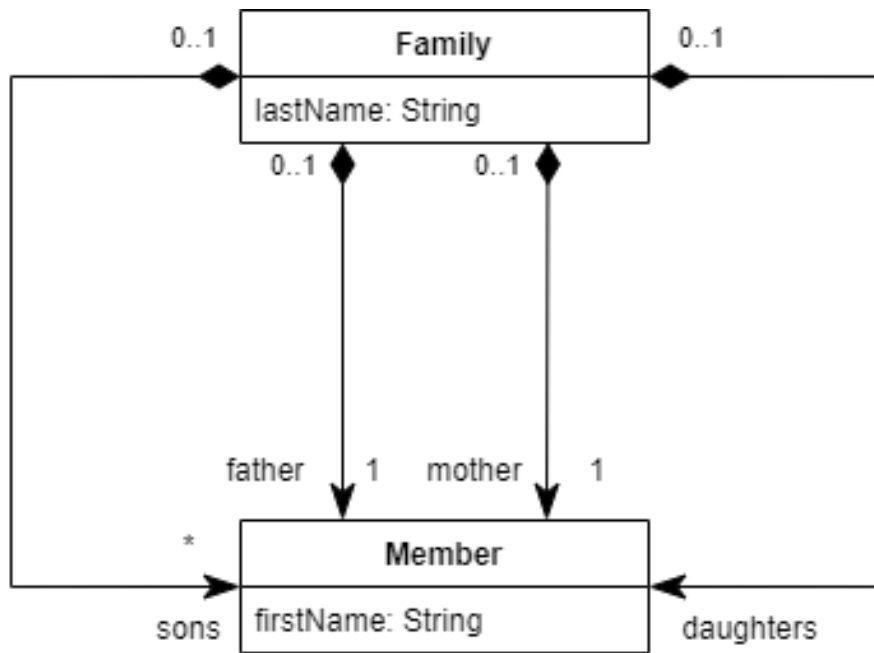 0..1
Family
0..1
lastName: String
0..1
0..1
father
1
mother
1
*
Member
sons
firstName: String
daughters